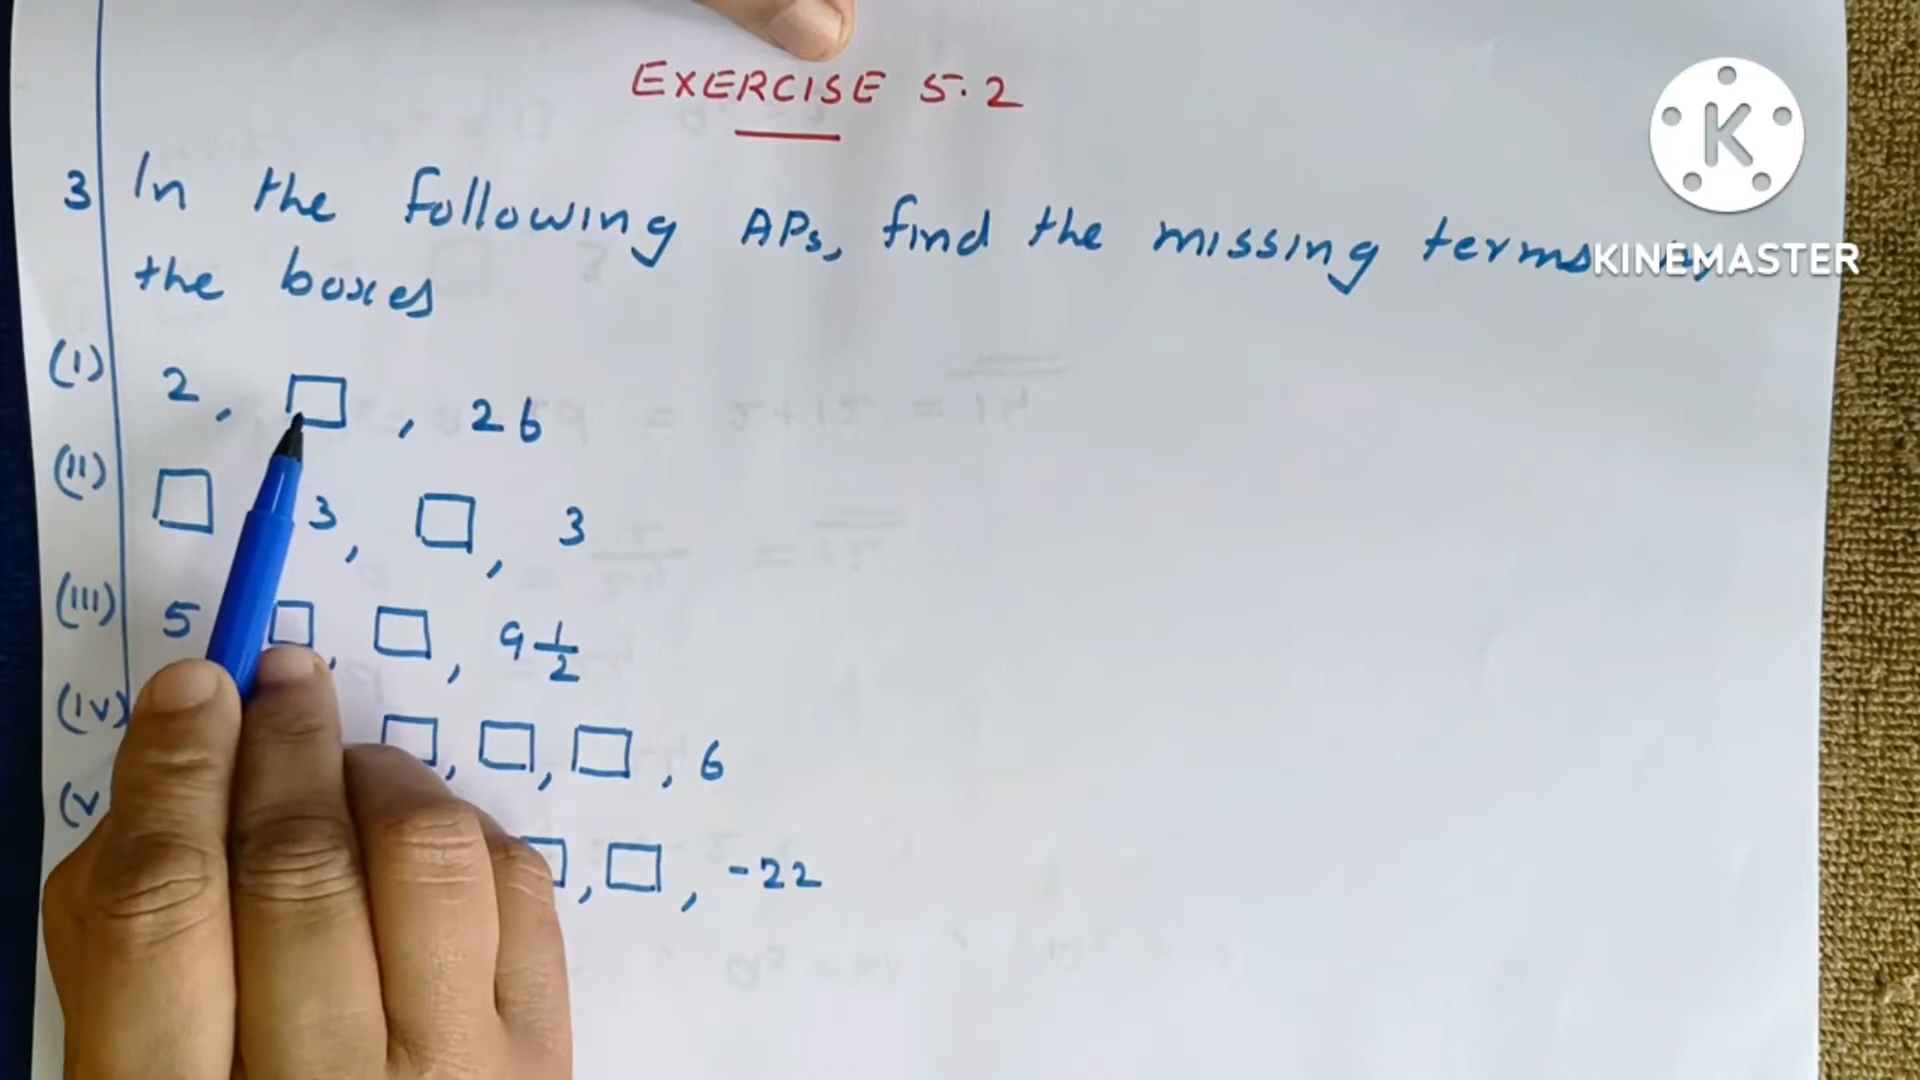 EXERCISE 5.2
3 In the following APs, find the missing terms
the boxes
(i) 2, □, 26
(ii) □ 3, □, 3
(iii) 5 □, □, 9 1/2
(iv) □, □, □, 6
(v □, □, -22
K
KINEMASTER